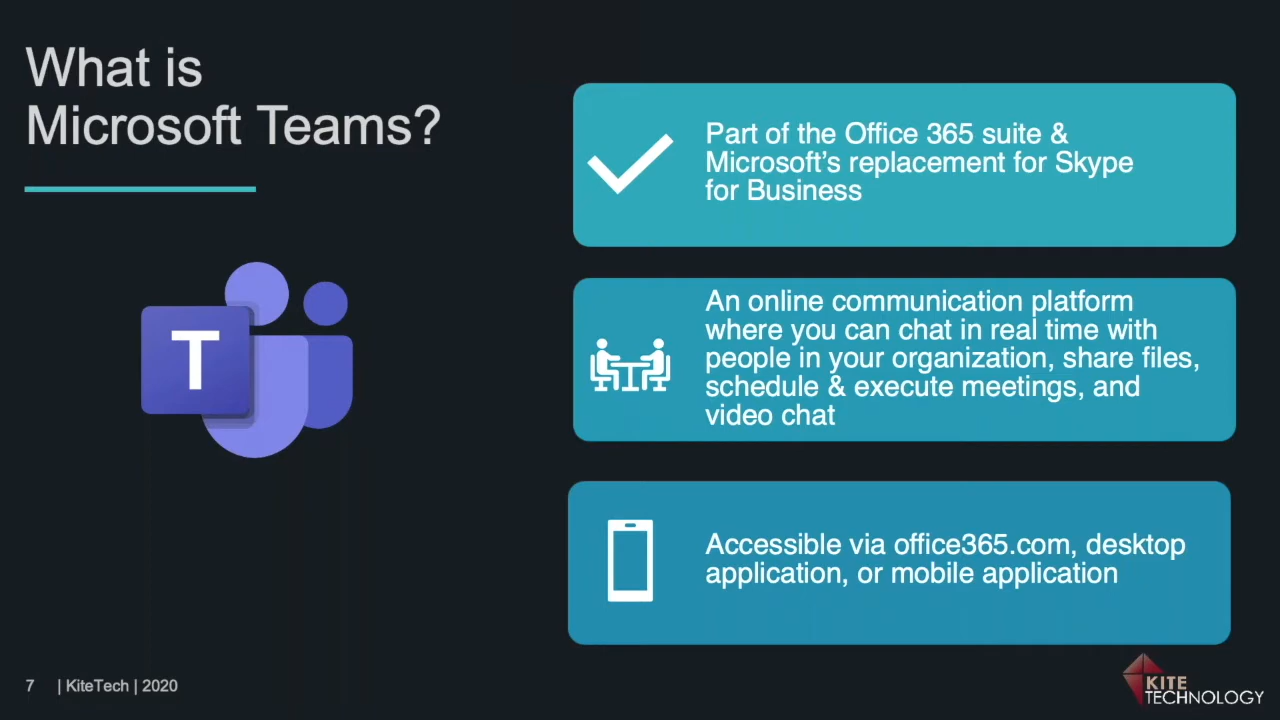 What is
Microsoft Teams?
T
Part of the Office 365 suite &
Microsoft's replacement for Skype
for Business
An online communication platform
where you can chat in real time with
people in your organization, share files,
schedule & execute meetings, and
video chat
Accessible via office365.com, desktop
application, or mobile application
7 | KiteTech | 2020
KITE
TECHNOLOGY